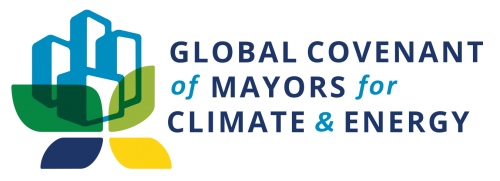 GLOBAL COVENANT
of MAYORS for
CLIMATE & ENERGY